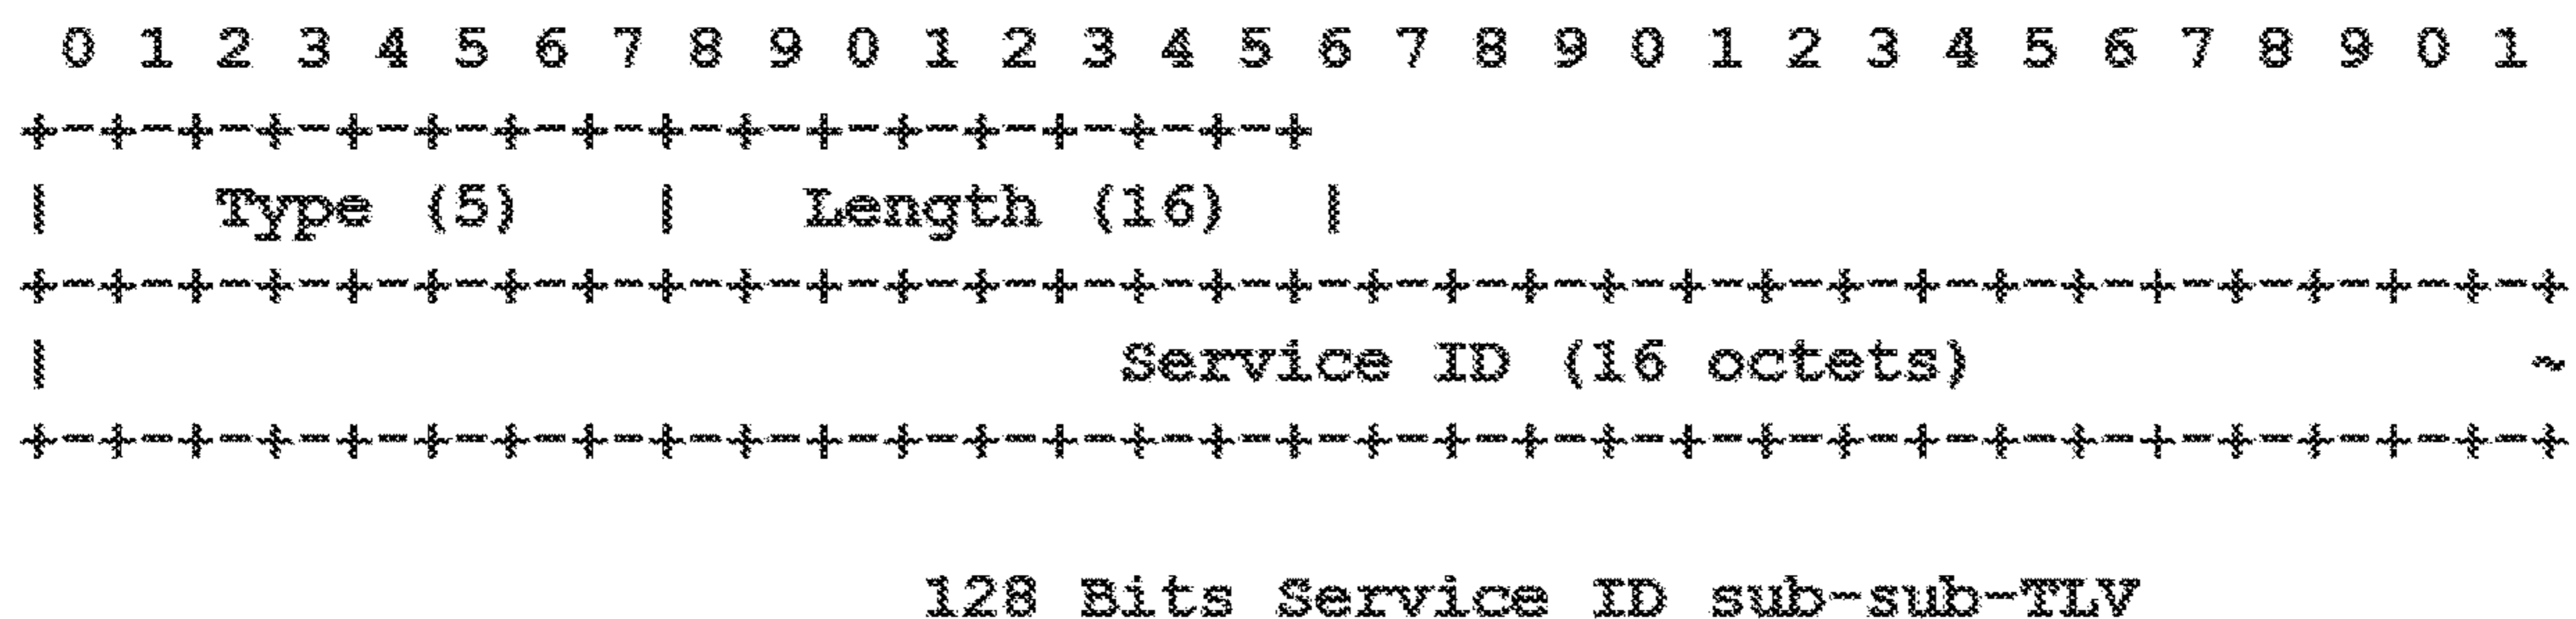 0 1 2 3 4 5 6 7 8 9 0 1 2 3 4 5 6 7 8 9 0 1 2 3 4 5 6 7 8 9 0 1
+-+-+-+-+-+-+-+-+-+-+-+-+-+-+-+-+
|    Type (5)   |   Length (16)  |
+-+-+-+-+-+-+-+-+-+-+-+-+-+-+-+-+-+-+-+-+-+-+-+-+-+-+-+-+-+-+-+-+
|                           Service ID (16 octets)              ~
+-+-+-+-+-+-+-+-+-+-+-+-+-+-+-+-+-+-+-+-+-+-+-+-+-+-+-+-+-+-+-+-+
128 Bits Service ID sub-sub-TLV